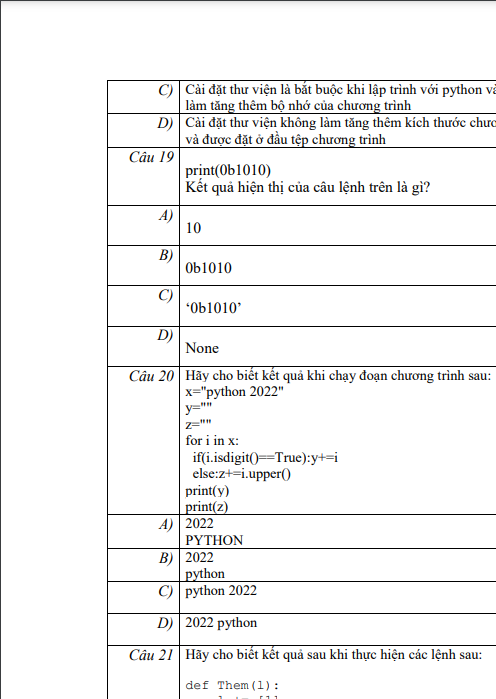 C) Cài đặt thư viện là bắt buộc khi lập trình với python và
làm tăng thêm bộ nhớ của chương trình
D) Cài đặt thư viện không làm tăng thêm kích thước
và được đặt ở đầu tệp chương trình
Câu 19
print(0b1010)
Kết quả hiện thị của câu lệnh trên là gì?
A)
10
B)
0b1010
C)
‘0b1010’
D)
None
Câu 20 Hãy cho biết kết quả khi chạy đoạn chương trình sau:
x="python 2022"
y=""
z=""
for i in x:
if(i.isdigit()==True):y+=i
else:z+=i.upper()
print(y)
print(z)
A) 2022
PYTHON
B) 2022
python
C) python 2022
D) 2022 python
Câu 21 Hãy cho biết kết quả sau khi thực hiện các lệnh sau:
def Them(l):